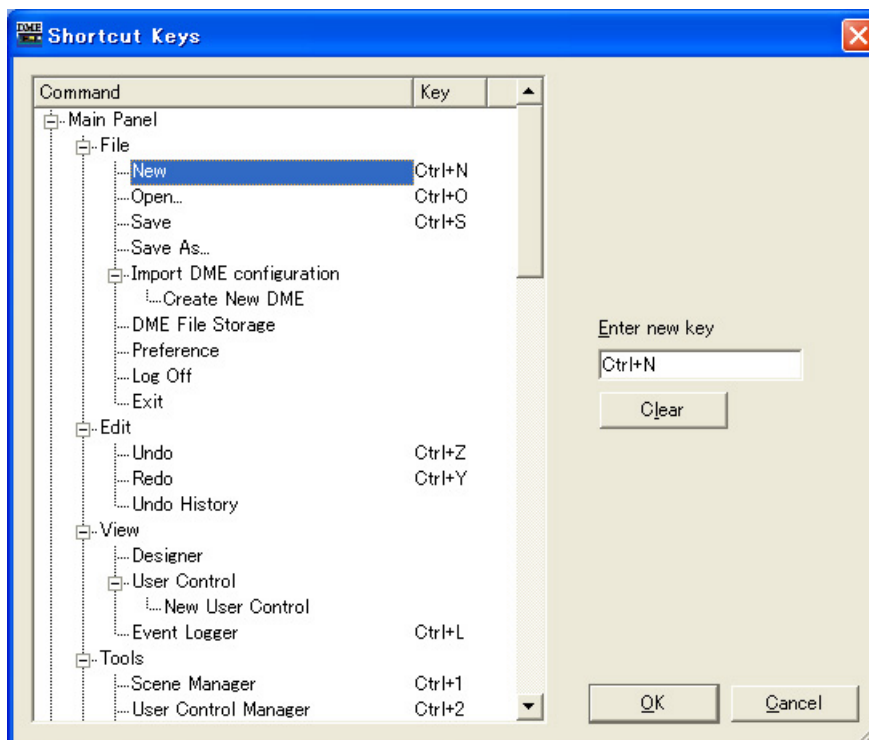 DME Shortcut Keys
Command Key
Main Panel
File
New Ctrl+N
Open... Ctrl+O
Save Ctrl+S
Save As...
Import DME configuration
Create New DME
DME File Storage
Preference
Log Off
Exit
Edit
Undo Ctrl+Z
Redo Ctrl+Y
Undo History
View
Designer
User Control
New User Control
Event Logger Ctrl+L
Tools
Scene Manager Ctrl+1
User Control Manager Ctrl+2
Enter new key
Ctrl+N
Clear
OK Cancel